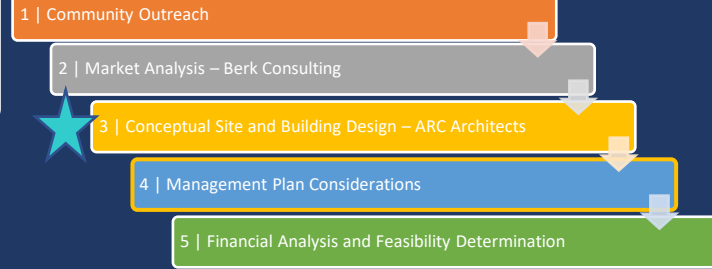 1 | Community Outreach
2 | Market Analysis – Berk Consulting
3 | Conceptual Site and Building Design – ARC Architects
4 | Management Plan Considerations
5 | Financial Analysis and Feasibility Determination